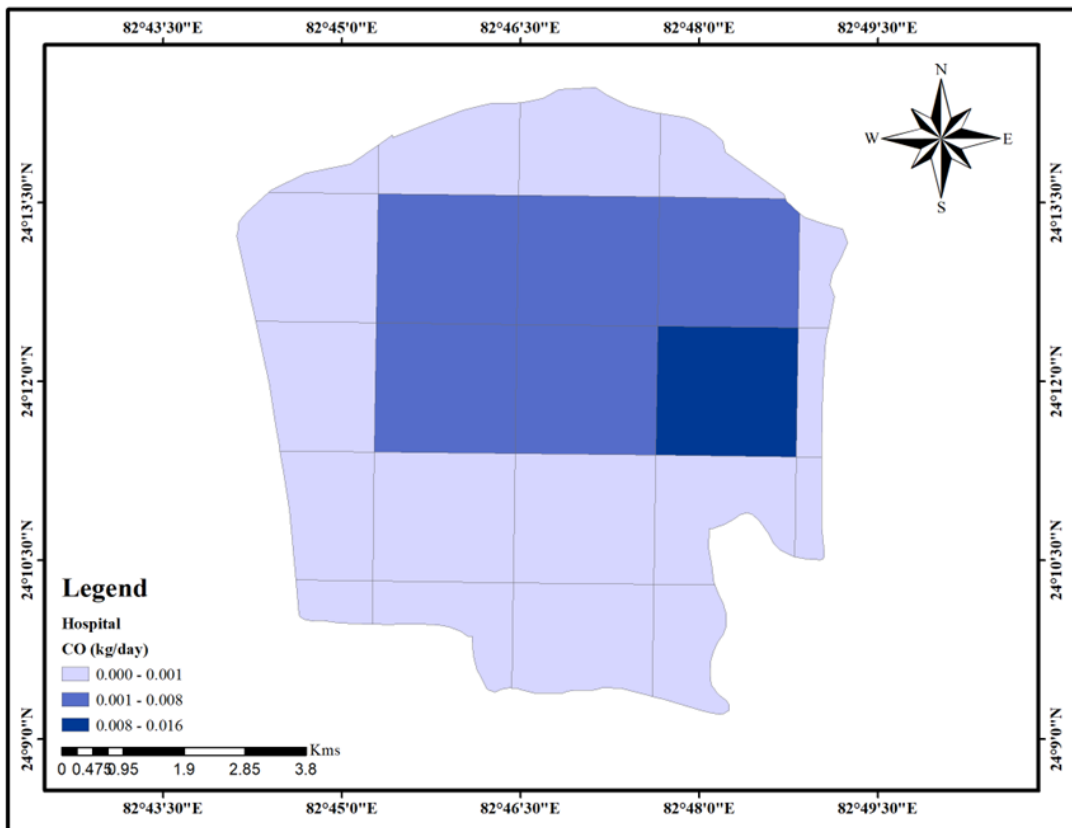 82°43'30"E 82°45'0"E 82°46'30"E 82°48'0"E 82°49'30"E
N
W E
S
24°13'30"N 24°13'30"N
24°12'0"N 24°12'0"N
24°10'30"N 24°10'30"N
24°9'0"N 24°9'0"N
Legend
Hospital
CO (kg/day)
0.000 - 0.001
0.001 - 0.008
0.008 - 0.016
Kms
0 0.475 0.95 1.9 2.85 3.8
82°43'30"E 82°45'0"E 82°46'30"E 82°48'0"E 82°49'30"E